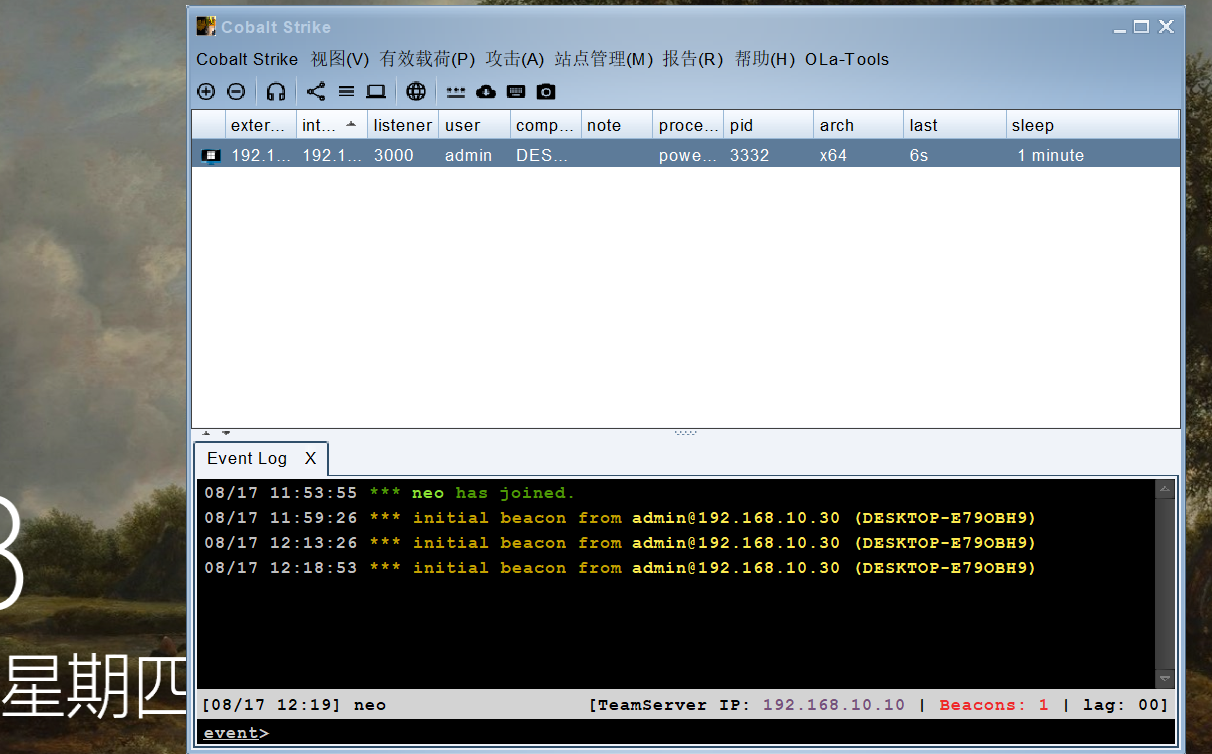 Cobalt Strike
Cobalt Strike 视图(V) 有效载荷(P) 攻击(A) 站点管理(M) 报告(R) 帮助(H) OLa-Tools
exter... int... listener user comp... note proce... pid arch last sleep
192.1... 192.1... 3000 admin DES... powe... 3332 x64 6s 1 minute
Event Log X
08/17 11:53:55 *** neo has joined.
08/17 11:59:26 *** initial beacon from admin@192.168.10.30 (DESKTOP-E79OBH9)
08/17 12:13:26 *** initial beacon from admin@192.168.10.30 (DESKTOP-E79OBH9)
08/17 12:18:53 *** initial beacon from admin@192.168.10.30 (DESKTOP-E79OBH9)
[08/17 12:19] neo [TeamServer IP: 192.168.10.10 | Beacons: 1 | lag: 00]
event>
星期四